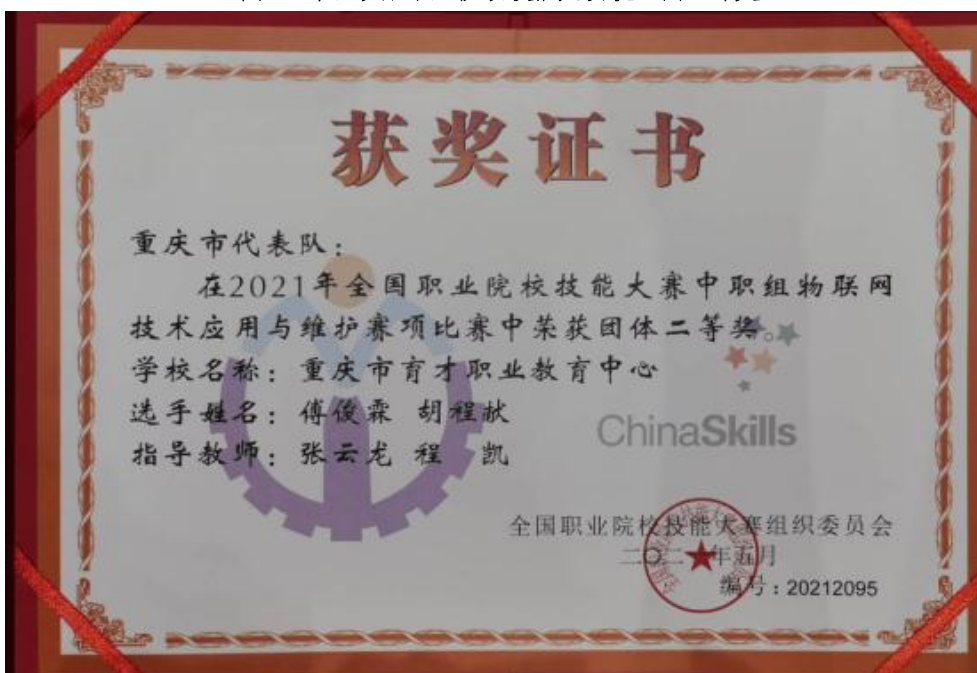 获奖证书
重庆市代表队：
在2021年全国职业院校技能大赛中职组物联网
技术应用与维护赛项比赛中荣获团体二等奖。
学校名称：重庆市育才职业教育中心
选手姓名：傅俊霖 胡程献
指导教师：张云龙 程 凯
ChinaSkills
全国职业院校技能大赛组织委员会
二〇二一年五月
编号：20212095